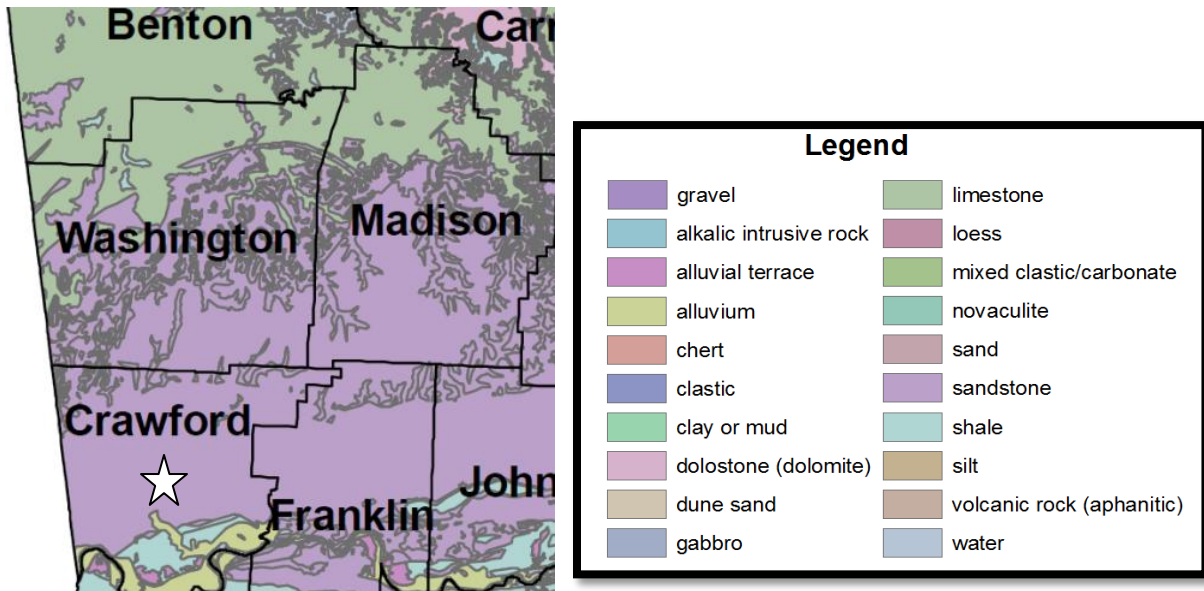 Benton
Carr
Washington
Madison
Crawford
John
Franklin
Legend
gravel
alkalic intrusive rock
alluvial terrace
alluvium
chert
clastic
clay or mud
dolostone (dolomite)
dune sand
gabbro
limestone
loess
mixed clastic/carbonate
novaculite
sand
sandstone
shale
silt
volcanic rock (aphanitic)
water